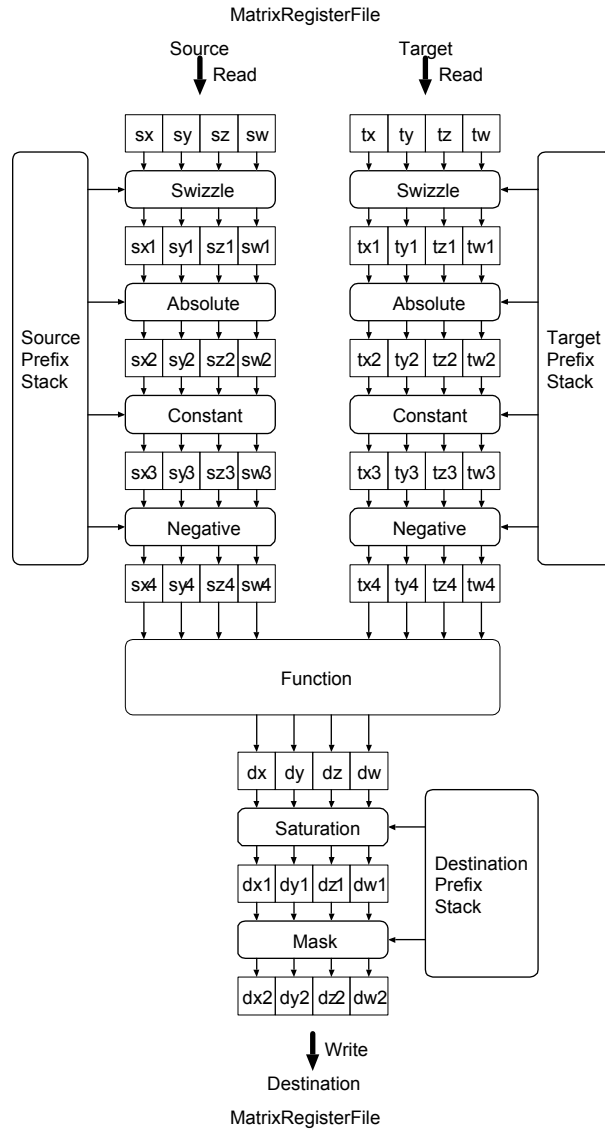 MatrixRegisterFile
Source Target
Read Read
sx sy sz sw tx ty tz tw
Swizzle Swizzle
sx1 sy1 sz1 sw1 tx1 ty1 tz1 tw1
Absolute Absolute
Source
Prefix
Stack
Target
Prefix
Stack
sx2 sy2 sz2 sw2 tx2 ty2 tz2 tw2
Constant Constant
sx3 sy3 sz3 sw3 tx3 ty3 tz3 tw3
Negative Negative
sx4 sy4 sz4 sw4 tx4 ty4 tz4 tw4
Function
dx dy dz dw
Saturation
dx1 dy1 dz1 dw1
Destination
Prefix
Stack
Mask
dx2 dy2 dz2 dw2
Write
Destination
MatrixRegisterFile